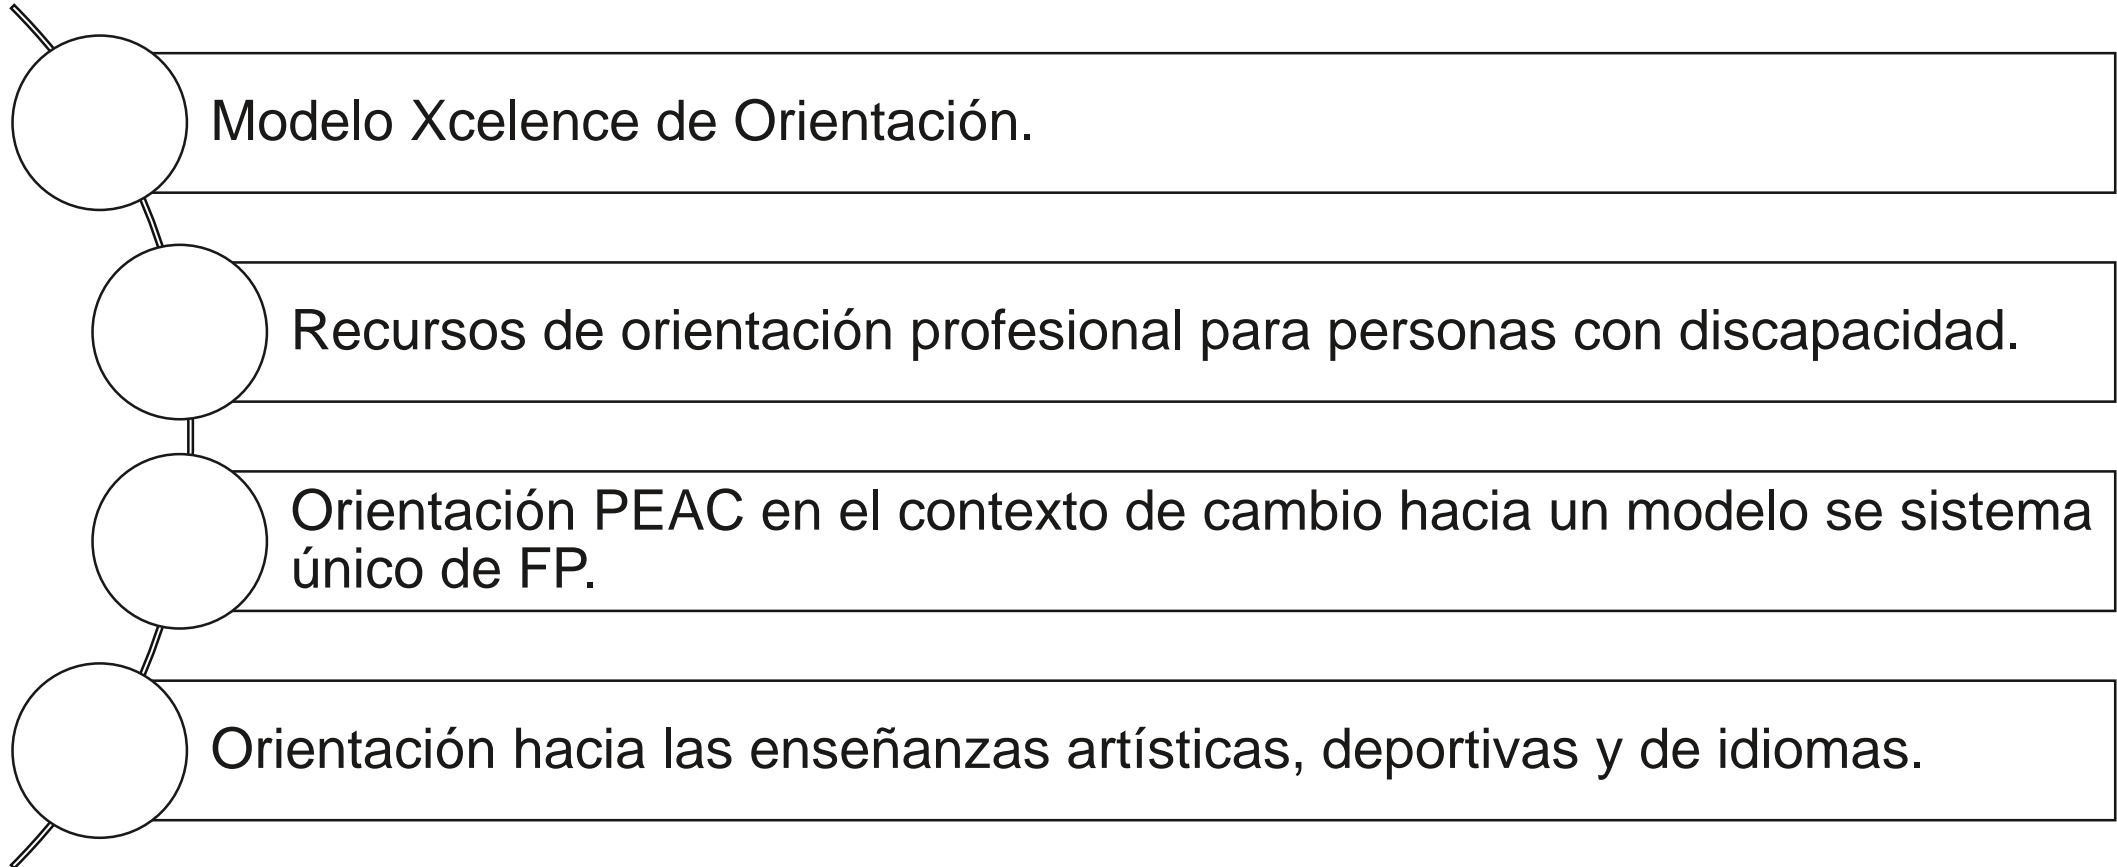 Modelo Xcelence de Orientación.
Recursos de orientación profesional para personas con discapacidad.
Orientación PEAC en el contexto de cambio hacia un modelo se sistema
único de FP.
Orientación hacia las enseñanzas artísticas, deportivas y de idiomas.